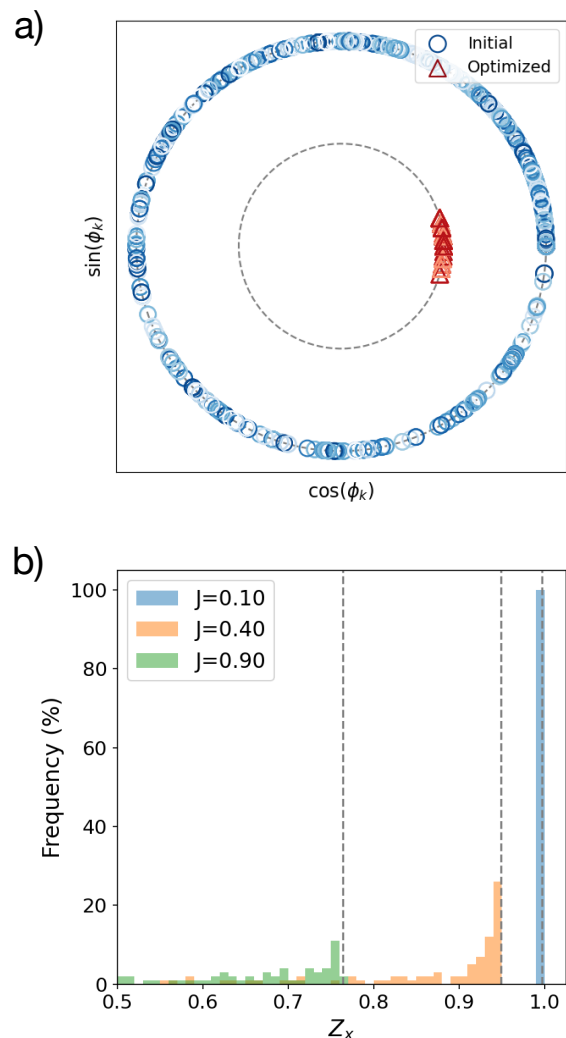 a)
Initial
Optimized
sin(ϕ_k)
cos(ϕ_k)
b)
J=0.10
J=0.40
J=0.90
Frequency (%)
100
80
60
40
20
0
0.5 0.6 0.7 0.8 0.9 1.0
Z_x